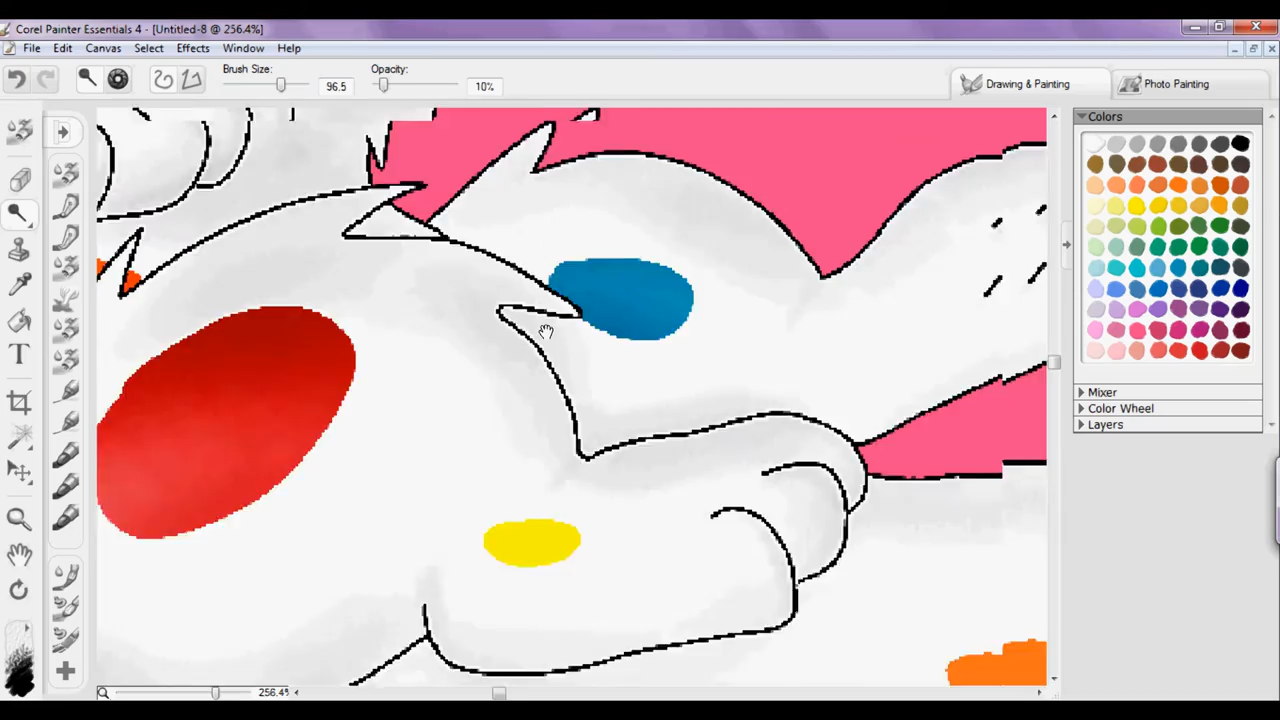 Corel Painter Essentials 4 - [Untitled-8 @ 256.4%]
File Edit Canvas Select Effects Window Help
Brush Size: 96.5 Opacity: 10% Drawing & Painting Photo Painting
Colors
Mixer
Color Wheel
Layers
T
256.4%